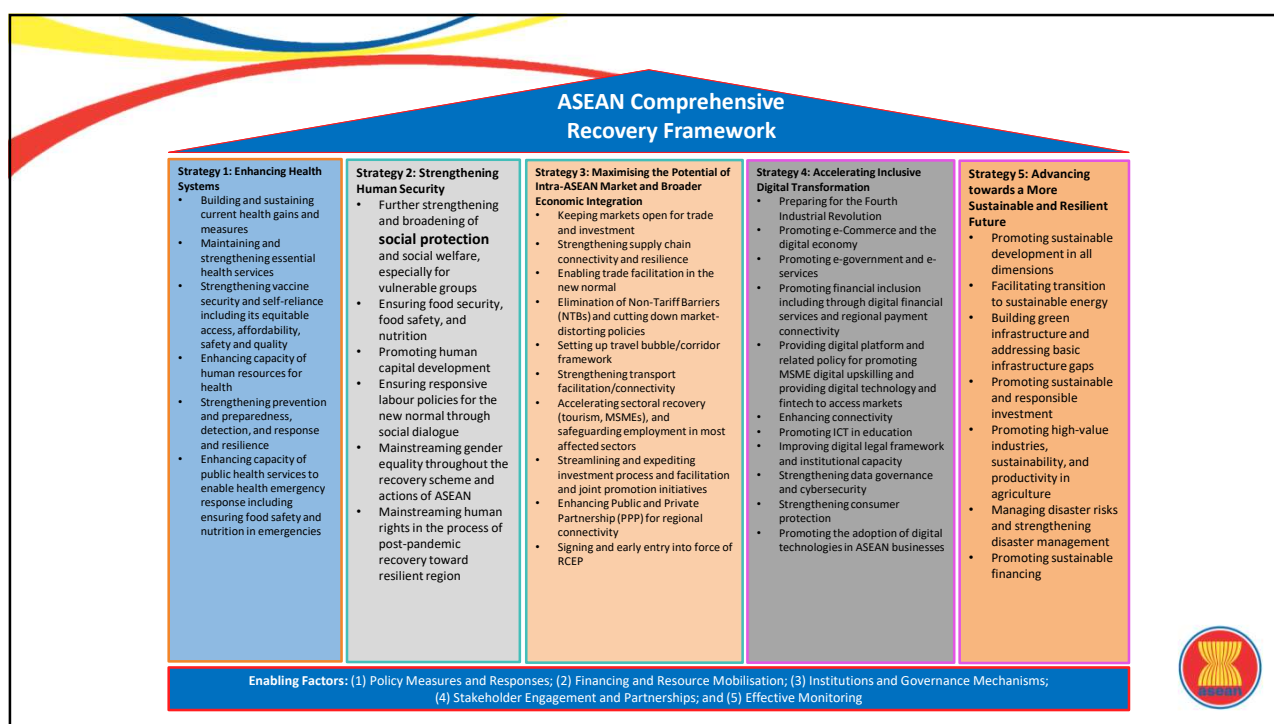 ASEAN Comprehensive
Recovery Framework
Strategy 1: Enhancing Health
Systems
• Building and sustaining
current health gains and
measures
• Maintaining and
strengthening essential
health services
• Strengthening vaccine
security and self-reliance
including its equitable
access, affordability,
safety and quality
• Enhancing capacity of
human resources for
health
• Strengthening prevention
and preparedness,
detection, and response
and resilience
• Enhancing capacity of
public health services to
enable health emergency
response including
ensuring food safety and
nutrition in emergencies
Strategy 2: Strengthening
Human Security
• Further strengthening
and broadening of
social protection
and social welfare,
especially for
vulnerable groups
• Ensuring food security,
food safety, and
nutrition
• Promoting human
capital development
• Ensuring responsive
labour policies for the
new normal through
social dialogue
• Mainstreaming gender
equality throughout the
recovery scheme and
actions of ASEAN
• Mainstreaming human
rights in the process of
post-pandemic
recovery toward
resilient region
Strategy 3: Maximising the Potential of
Intra-ASEAN Market and Broader
Economic Integration
• Keeping markets open for trade
and investment
• Strengthening supply chain
connectivity and resilience
• Enabling trade facilitation in the
new normal
• Elimination of Non-Tariff Barriers
(NTBs) and cutting down market-
distorting policies
• Setting up travel bubble/corridor
framework
• Strengthening transport
facilitation/connectivity
• Accelerating sectoral recovery
(tourism, MSMEs), and
safeguarding employment in most
affected sectors
• Streamlining and expediting
investment process and facilitation
and joint promotion initiatives
• Enhancing Public and Private
Partnership (PPP) for regional
connectivity
• Signing and early entry into force of
RCEP
Strategy 4: Accelerating Inclusive
Digital Transformation
• Preparing for the Fourth
Industrial Revolution
• Promoting e-Commerce and the
digital economy
• Promoting e-government and e-
services
• Promoting financial inclusion
including through digital financial
services and regional payment
connectivity
• Providing digital platform and
related policy for promoting
MSME digital upskilling and
providing digital technology and
fintech to access markets
• Enhancing connectivity
• Promoting ICT in education
• Improving digital legal framework
and institutional capacity
• Strengthening data governance
and cybersecurity
• Strengthening consumer
protection
• Promoting the adoption of digital
technologies in ASEAN businesses
Strategy 5: Advancing
towards a More
Sustainable and Resilient
Future
• Promoting sustainable
development in all
dimensions
• Facilitating transition
to sustainable energy
• Building green
infrastructure and
addressing basic
infrastructure gaps
• Promoting sustainable
and responsible
investment
• Promoting high-value
industries,
sustainability, and
productivity in
agriculture
• Managing disaster risks
and strengthening
disaster management
• Promoting sustainable
financing
Enabling Factors: (1) Policy Measures and Responses; (2) Financing and Resource Mobilisation; (3) Institutions and Governance Mechanisms;
(4) Stakeholder Engagement and Partnerships; and (5) Effective Monitoring
asean